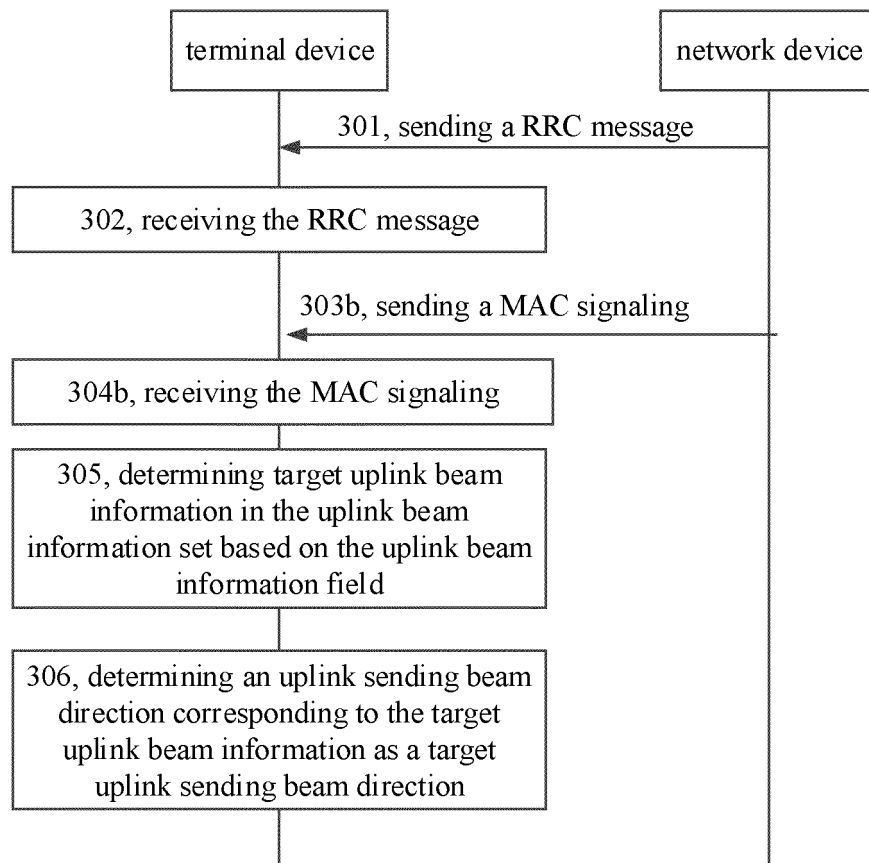 terminal device
network device
301, sending a RRC message
302, receiving the RRC message
303b, sending a MAC signaling
304b, receiving the MAC signaling
305, determining target uplink beam
information in the uplink beam
information set based on the uplink beam
information field
306, determining an uplink sending beam
direction corresponding to the target
uplink beam information as a target
uplink sending beam direction